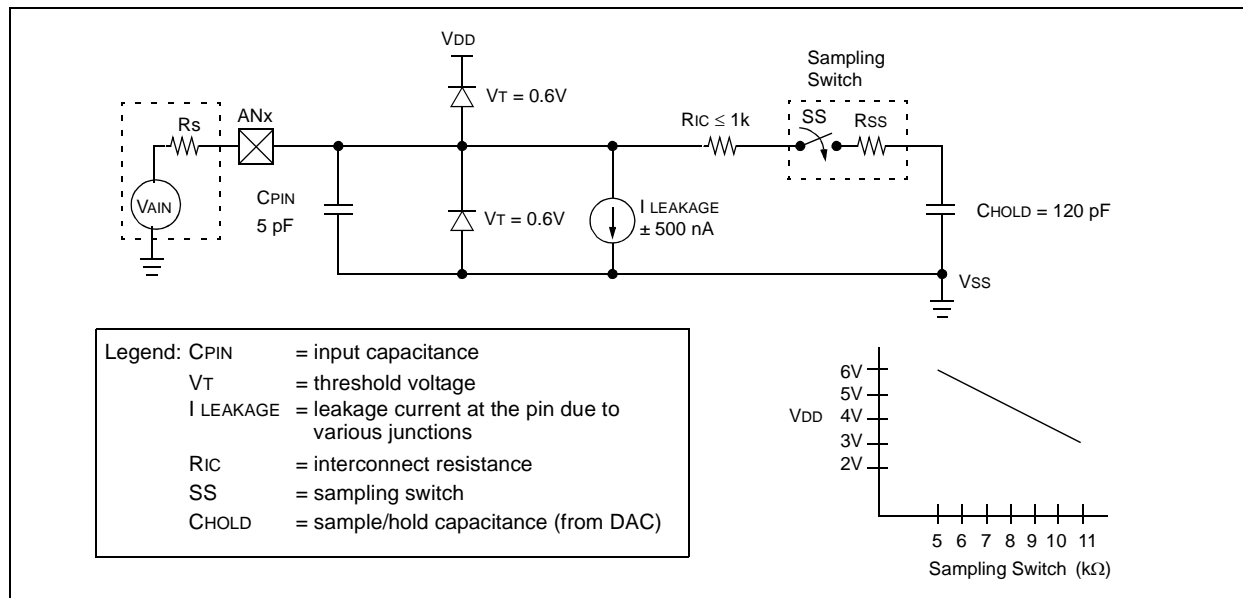 VDD
Sampling
Switch
VT = 0.6V
ANx
RIC ≤ 1k
SS
RSS
Rs
CPIN
5 pF
VAIN
VT = 0.6V
I LEAKAGE
± 500 nA
CHOLD = 120 pF
VSS
Legend: CPIN = input capacitance
VT = threshold voltage
I LEAKAGE = leakage current at the pin due to
various junctions
RIC = interconnect resistance
SS = sampling switch
CHOLD = sample/hold capacitance (from DAC)
6V
5V
VDD 4V
3V
2V
5 6 7 8 9 10 11
Sampling Switch (kΩ)